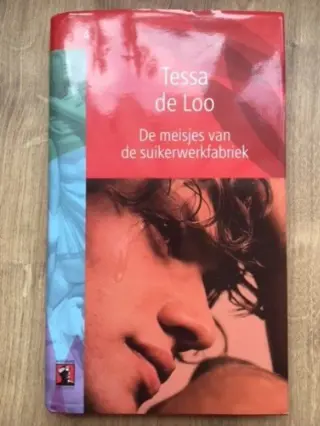 Tessa
de Loo
De meisjes van
de suikerwerkfabriek